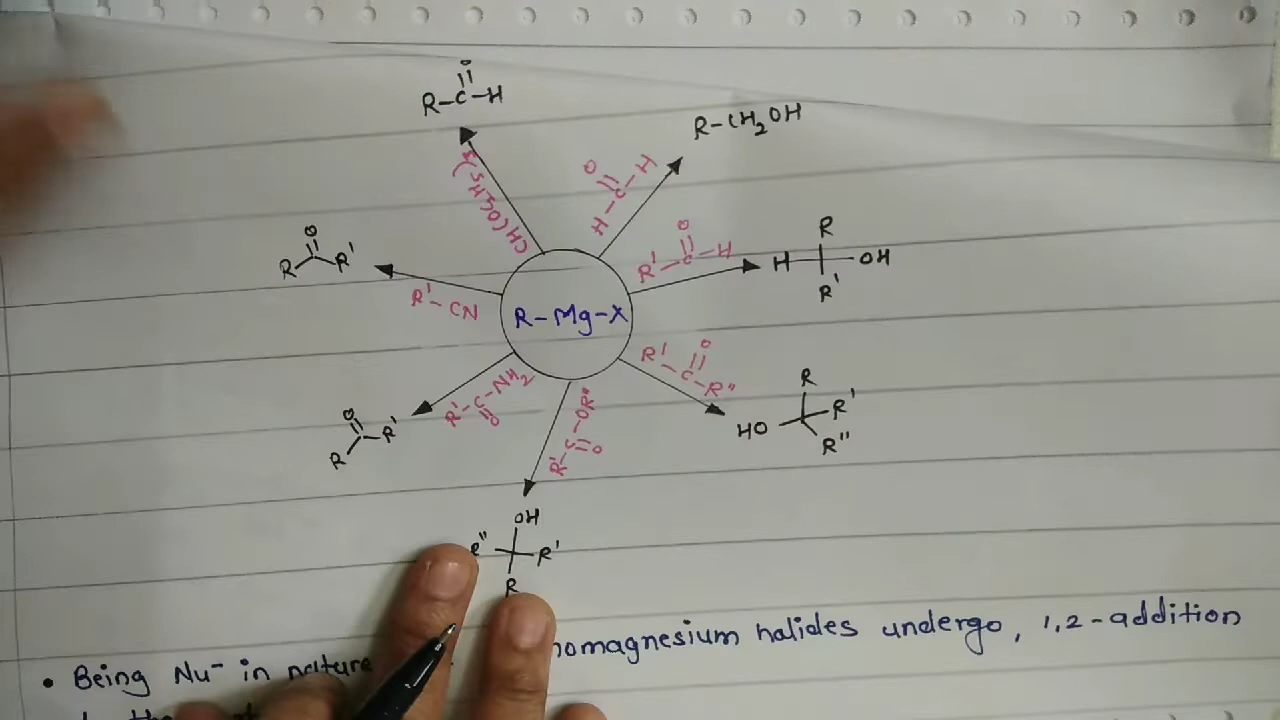 O
R-C-H
R-CH₂OH
CH(OC₂H₅)₃
O
H-C-H
O
R'-C-H
R
H OH
R'
O
R R'
R'-CN
R-Mg-X
O
R'-C-R"
R
HO R'
R"
R'-C-NH₂
O
O
R R'
R'-C-OR"
O
OH
R" R'
R
• Being Nu⁻ in nature nomagnesium halides undergo, 1,2-addition